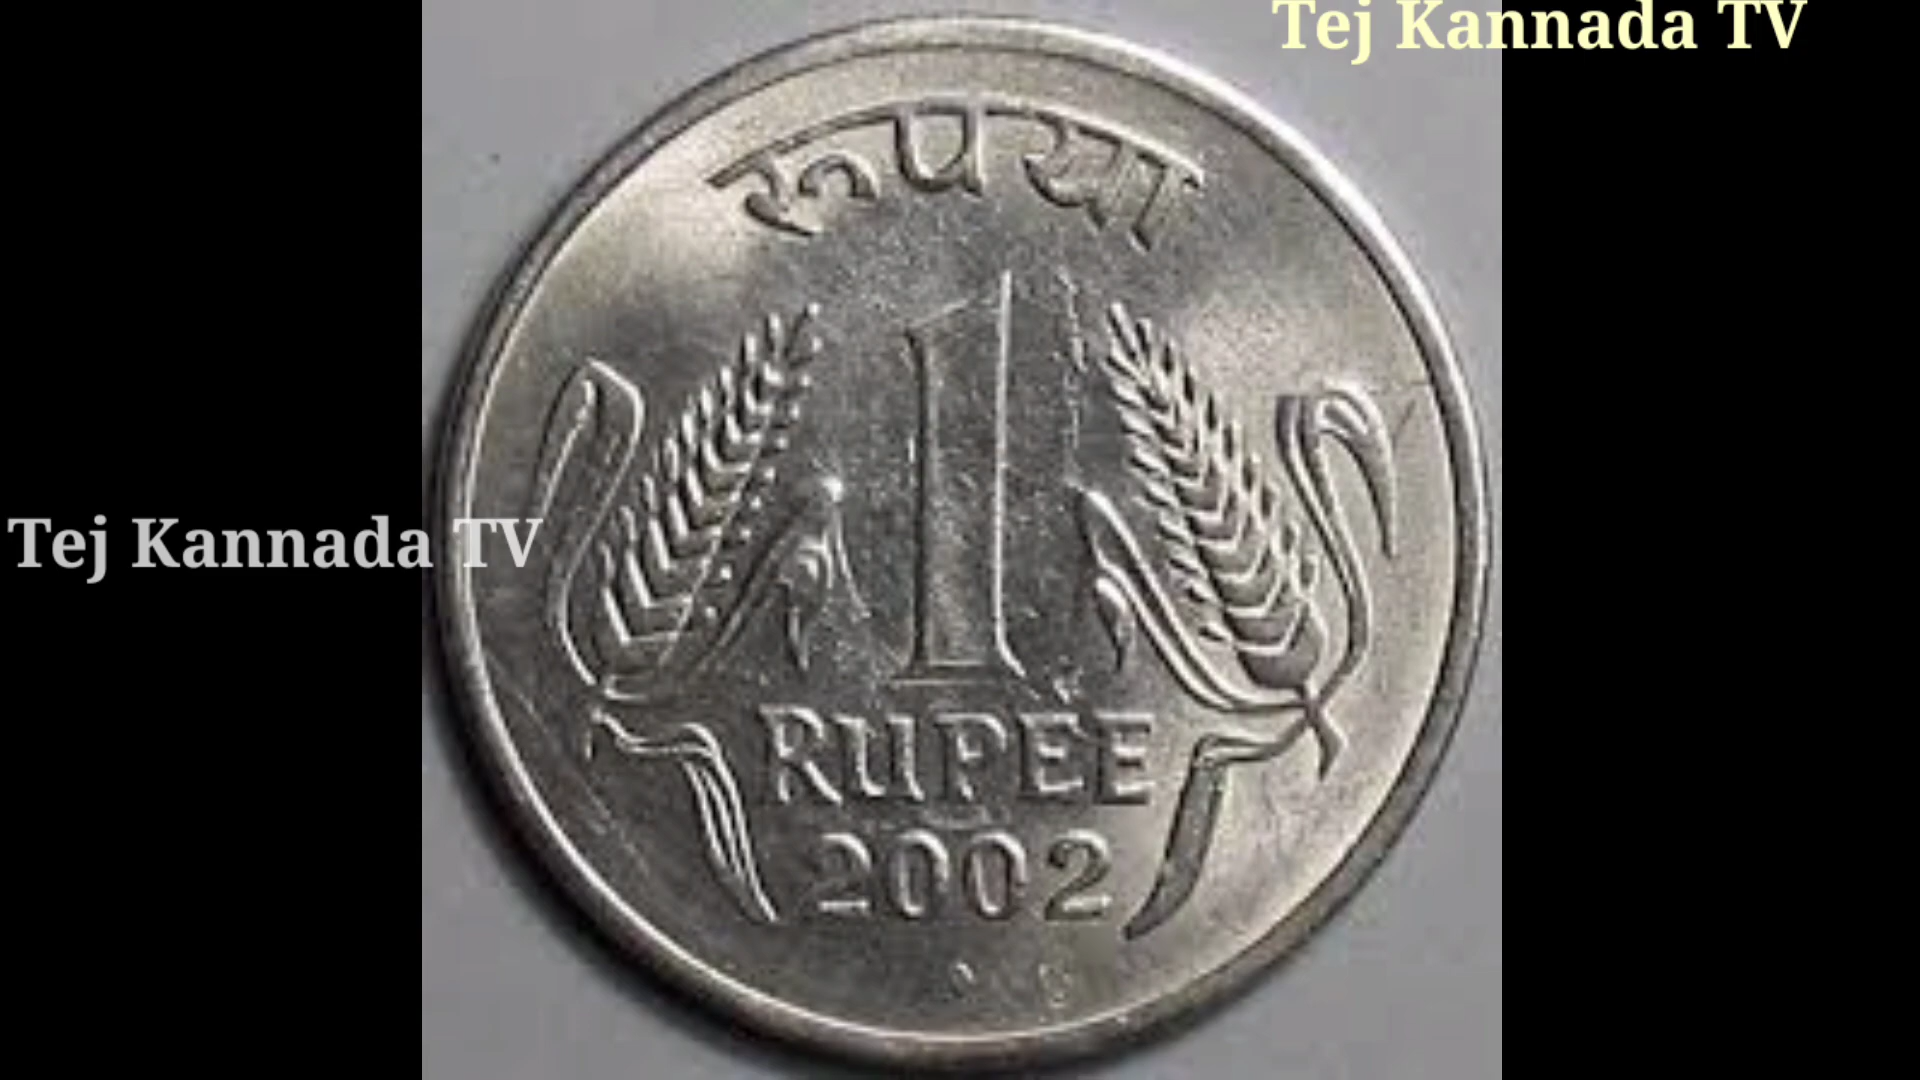 Tej Kannada TV
रूपया
1
Tej Kannada TV
RUPEE
2002